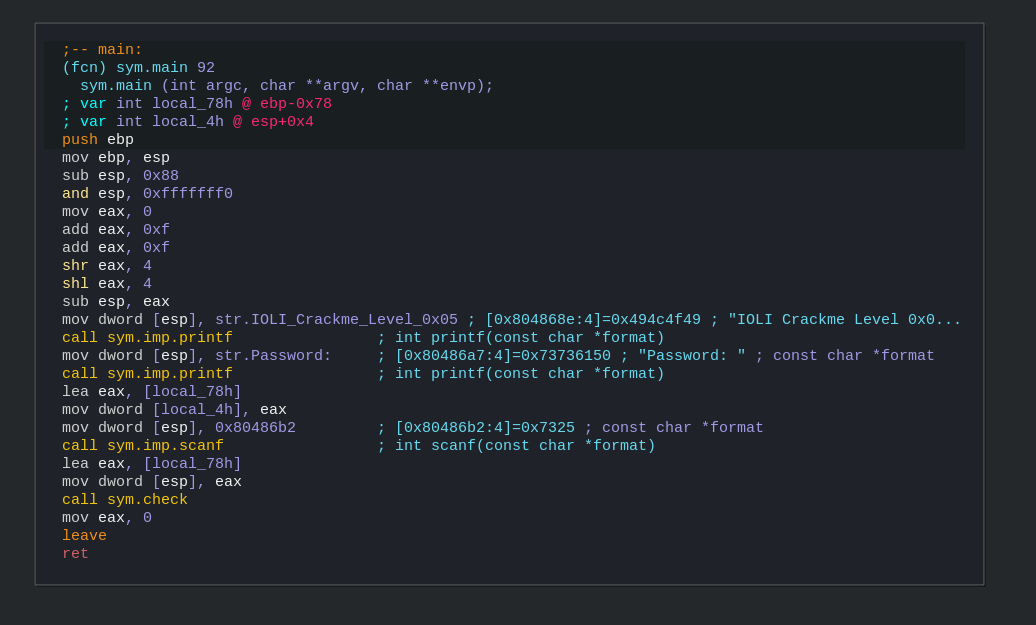 ;-- main:
(fcn) sym.main 92
sym.main (int argc, char **argv, char **envp);
; var int local_78h @ ebp-0x78
; var int local_4h @ esp+0x4
push ebp
mov ebp, esp
sub esp, 0x88
and esp, 0xfffffff0
mov eax, 0
add eax, 0xf
add eax, 0xf
shr eax, 4
shl eax, 4
sub esp, eax
mov dword [esp], str.IOLI_Crackme_Level_0x05 ; [0x804868e:4]=0x494c4f49 ; "IOLI Crackme Level 0x0...
call sym.imp.printf ; int printf(const char *format)
mov dword [esp], str.Password: ; [0x80486a7:4]=0x73736150 ; "Password: " ; const char *format
call sym.imp.printf ; int printf(const char *format)
lea eax, [local_78h]
mov dword [local_4h], eax
mov dword [esp], 0x80486b2 ; [0x80486b2:4]=0x7325 ; const char *format
call sym.imp.scanf ; int scanf(const char *format)
lea eax, [local_78h]
mov dword [esp], eax
call sym.check
mov eax, 0
leave
ret